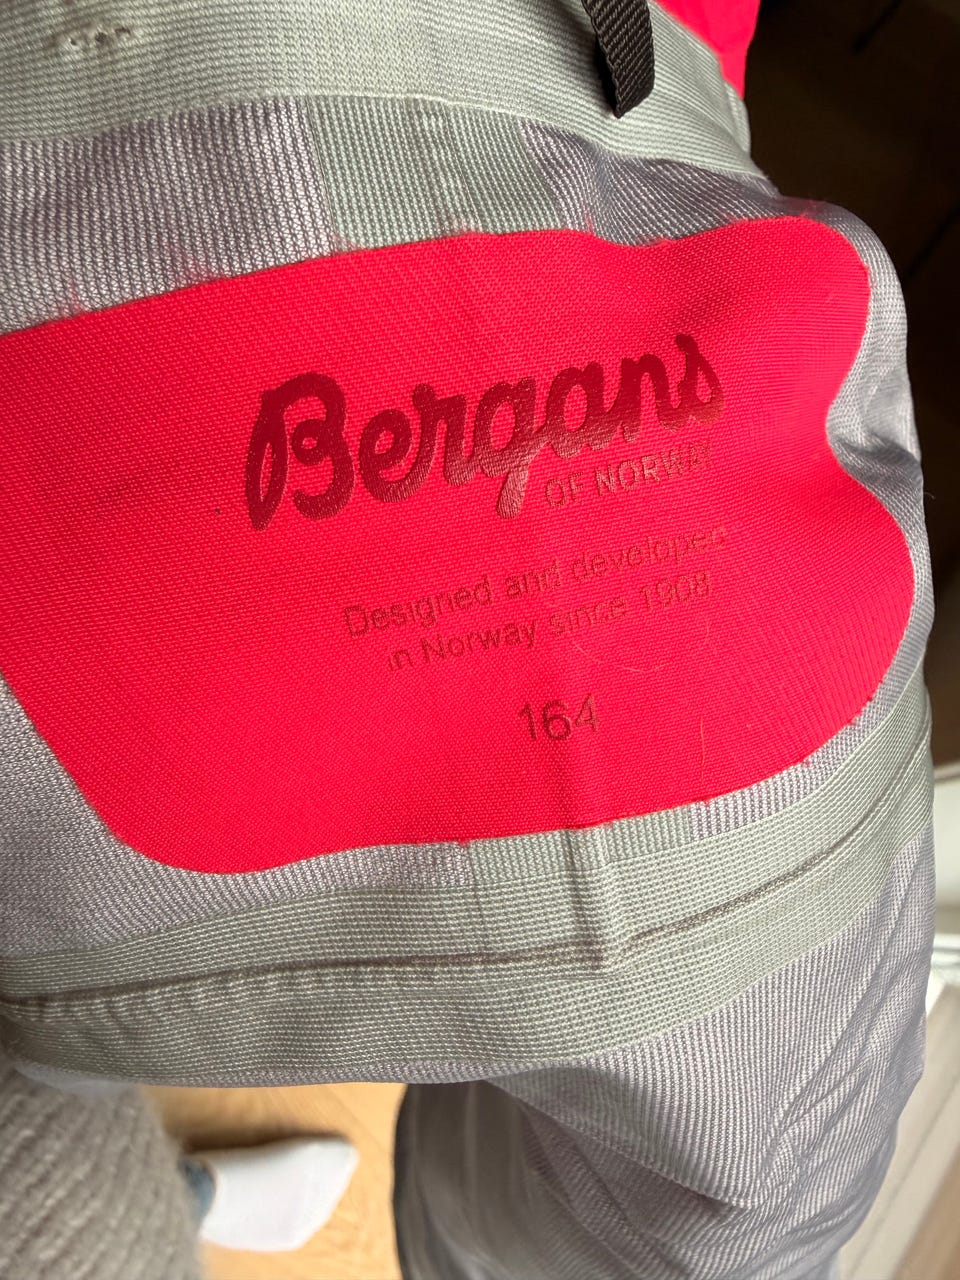 Bergans
OF NORWAY
Designed and developed
in Norway since 1908
164